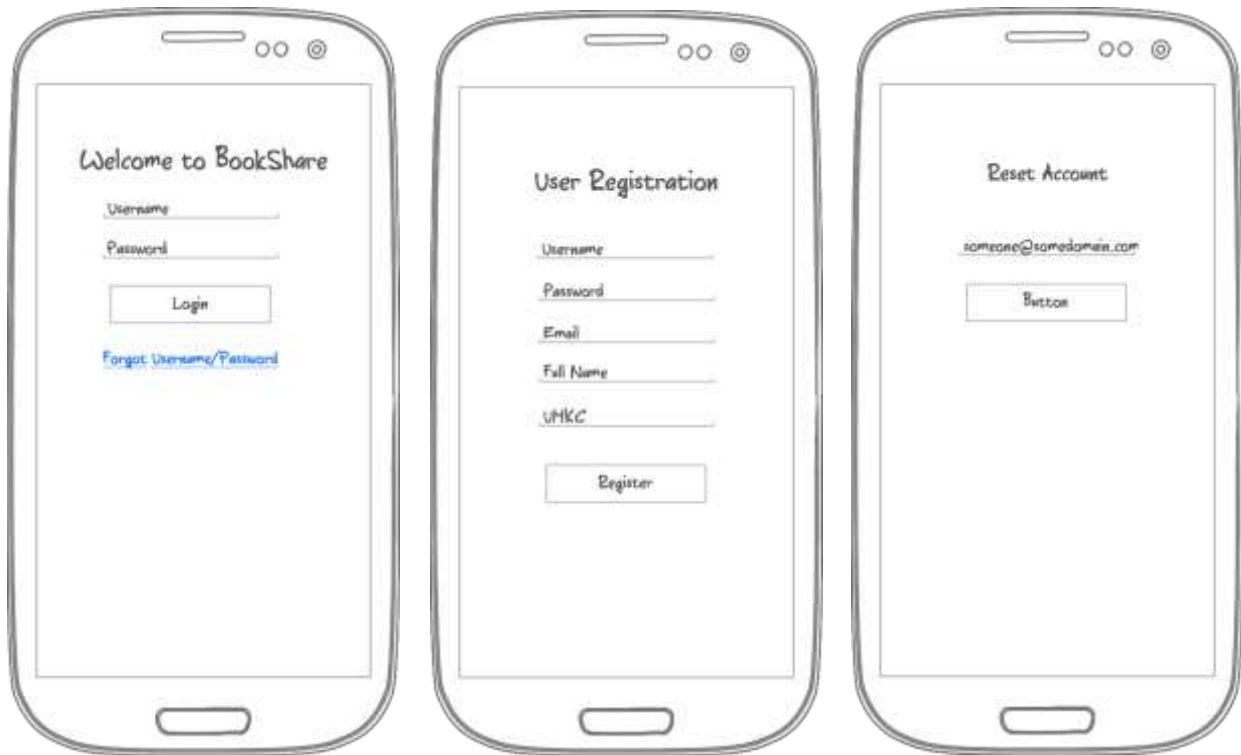 Welcome to BookShare
Username
Password
Login
Forgot Username/Password
User Registration
Username
Password
Email
Full Name
UMKC
Register
Reset Account
someone@somedomain.com
Button